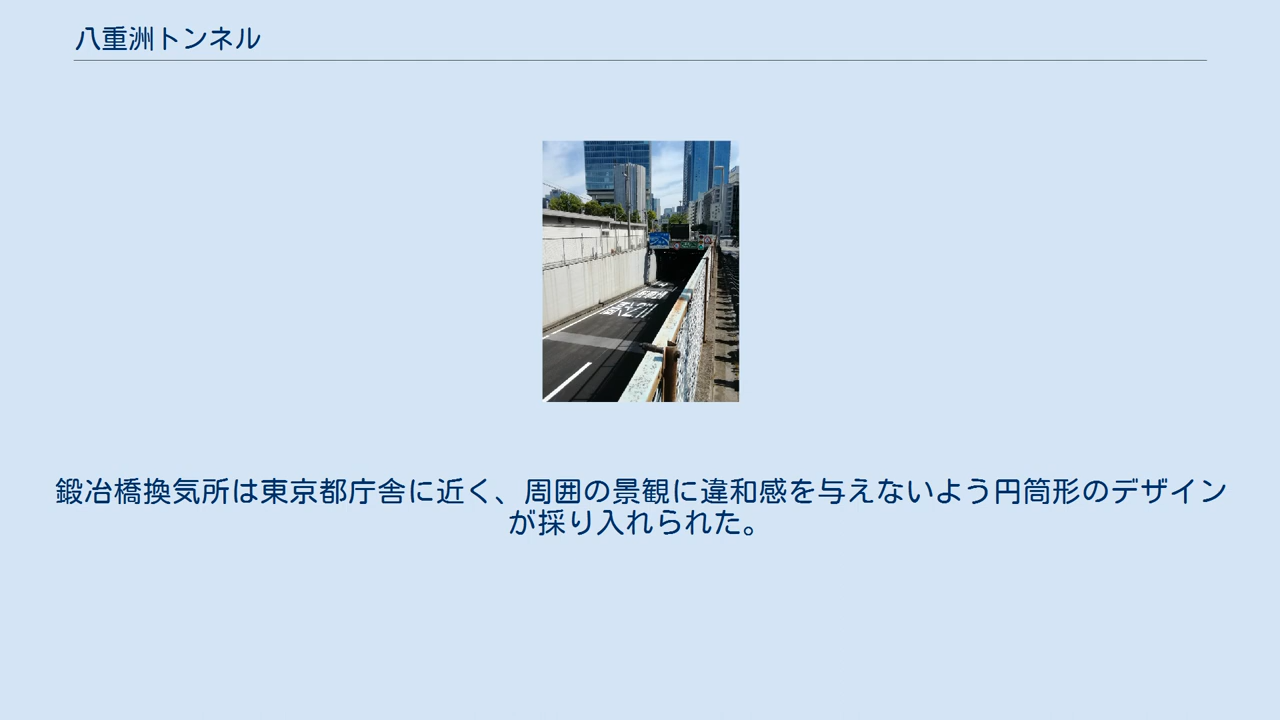 八重洲トンネル
鍛冶橋換気所は東京都庁舎に近く、周囲の景観に違和感を与えないよう円筒形のデザイン
が採り入れられた。